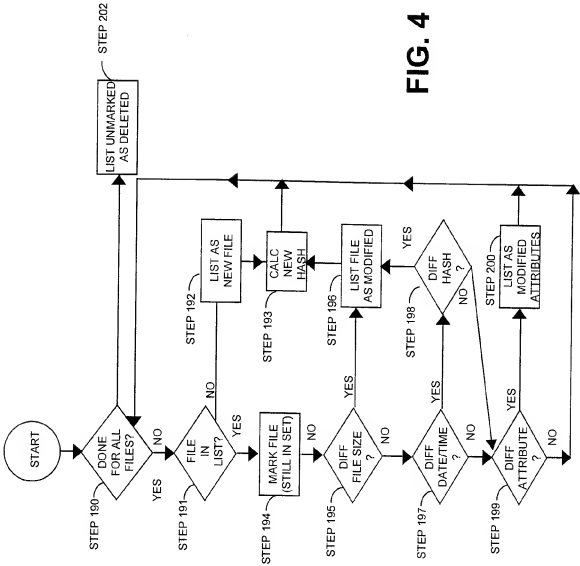 FIG. 4
START
DONE
FOR ALL
FILES?
STEP 190
YES
NO
LIST UNMARKED
AS DELETED
STEP 202
FILE
IN
LIST?
STEP 191
NO
YES
LIST AS
NEW FILE
STEP 192
CALC
NEW
HASH
STEP 193
MARK FILE
(STILL IN SET)
STEP 194
NO
DIFF
FILE SIZE
?
STEP 195
YES
NO
LIST FILE
AS MODIFIED
STEP 196
DIFF
DATE/TIME
?
STEP 197
YES
NO
DIFF
HASH
?
STEP 198
YES
NO
DIFF
ATTRIBUTE
?
STEP 199
YES
NO
LIST AS
MODIFIED
ATTRIBUTES
STEP 200